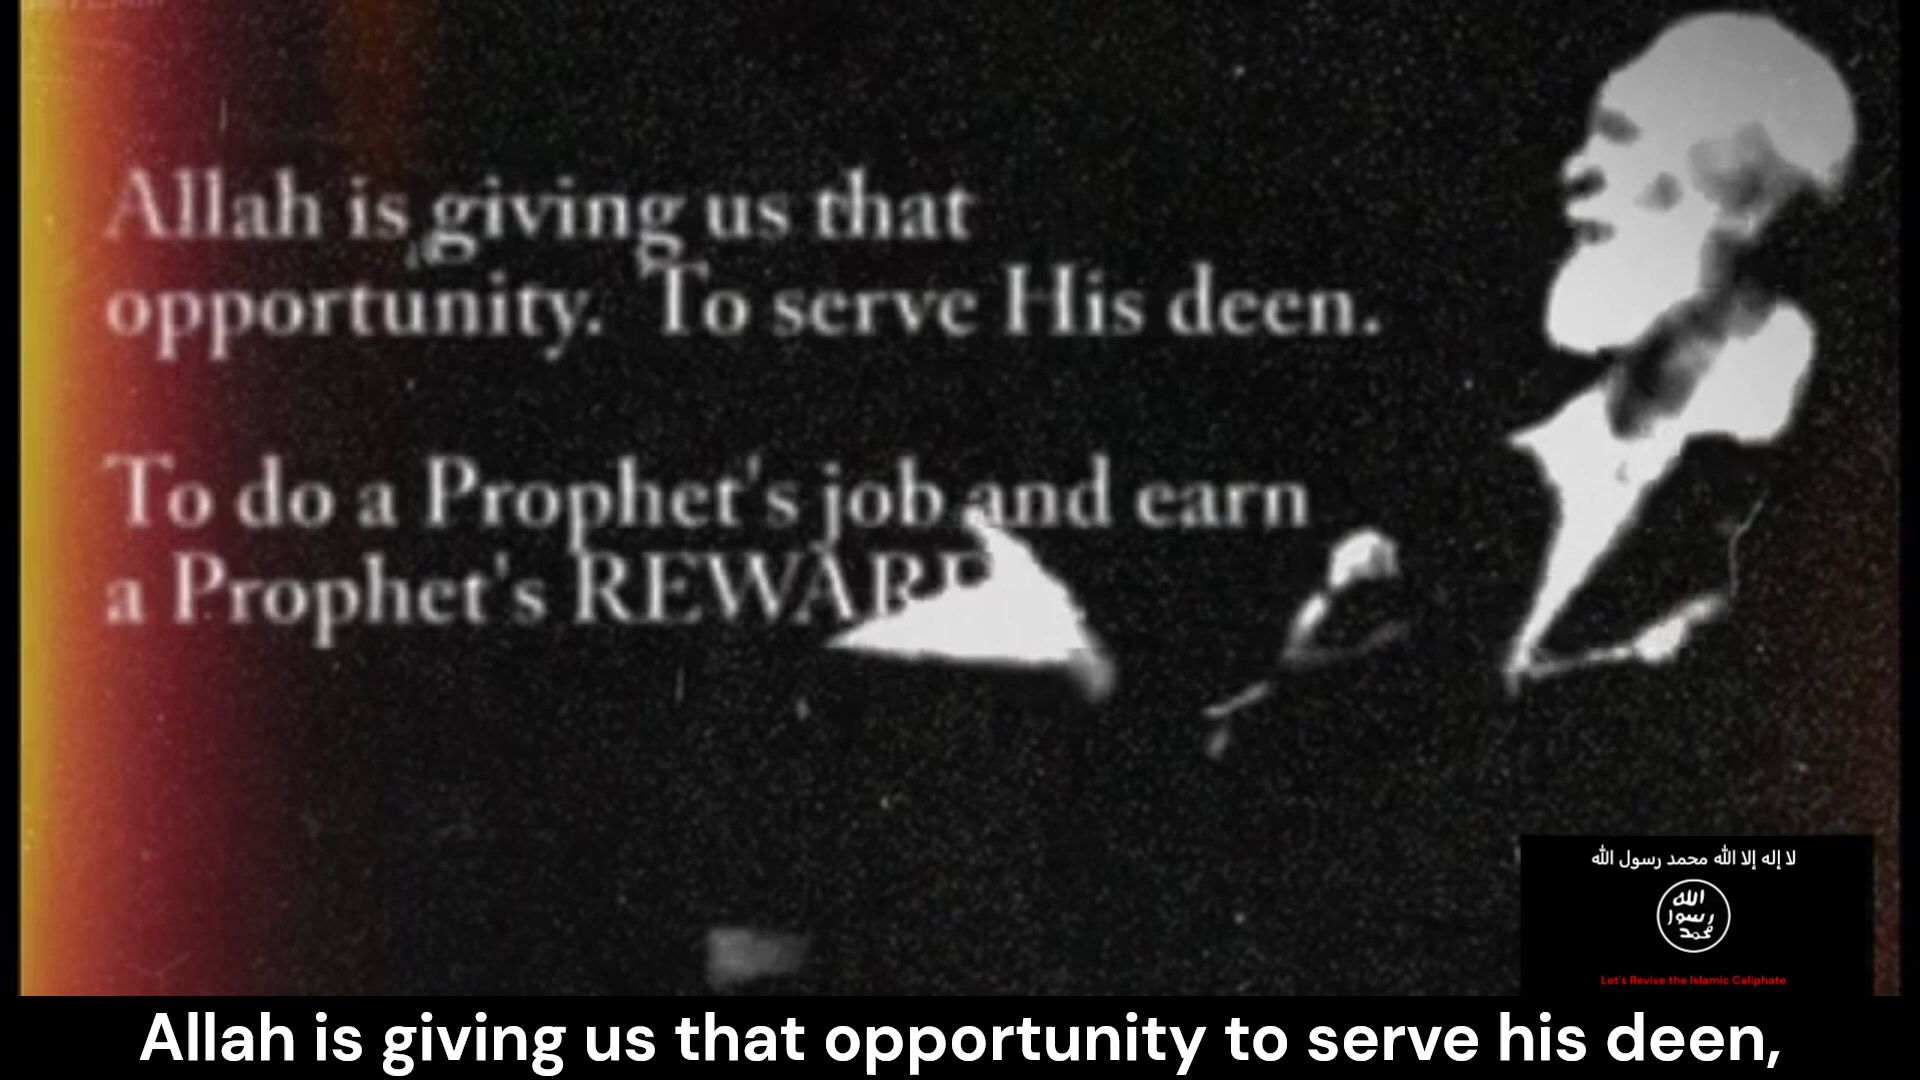 Allah is giving us that
opportunity. To serve His deen.
To do a Prophet's job and earn
a Prophet's REWARD
لا إله إلا الله محمد رسول الله
الله
رسول
محمد
Let's Revive the Islamic Caliphate
Allah is giving us that opportunity to serve his deen,